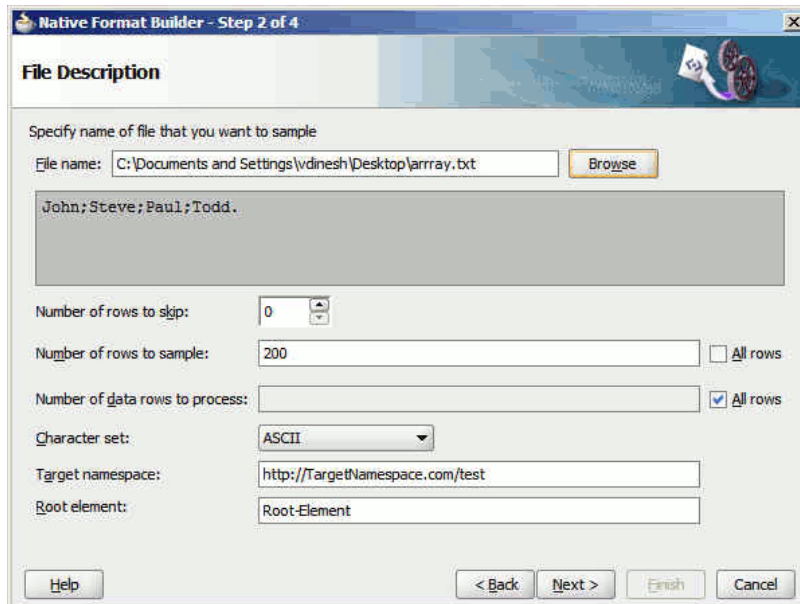 Native Format Builder - Step 2 of 4
File Description
Specify name of file that you want to sample
File name: C:\Documents and Settings\vdinesh\Desktop\arrray.txt Browse
John;Steve;Paul;Todd.
Number of rows to skip: 0
Number of rows to sample: 200 All rows
Number of data rows to process: All rows
Character set: ASCII
Target namespace: http://TargetNamespace.com/test
Root element: Root-Element
Help < Back Next > Finish Cancel